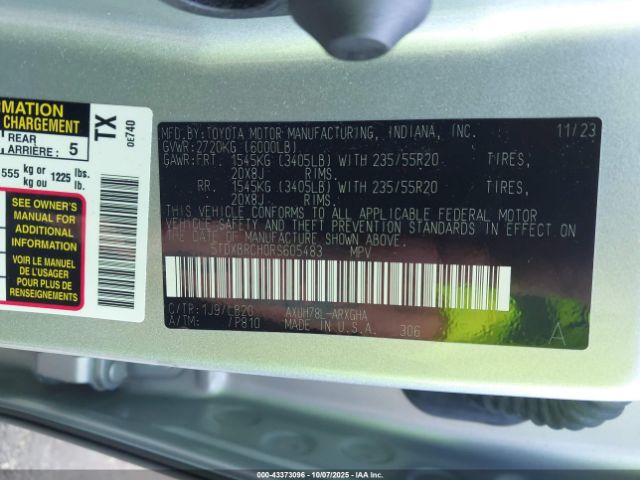 MATION
CHARGEMENT
REAR
ARRIÈRE : 5
555 kg or kg ou 1225 lbs. lb.
SEE OWNER'S
MANUAL FOR
ADDITIONAL
INFORMATION
VOIR LE MANUEL
DE L'USAGER
POUR PLUS DE
RENSEIGNEMENTS
TX
0E740
MFD.BY:TOYOTA MOTOR MANUFACTURING, INDIANA, INC. 11/23
GVWR:2720KG (6000LB)
GAWR:FRT. 1545KG (3405LB) WITH 235/55R20 TIRES,
20X8J RIMS.
RR. 1545KG (3405LB) WITH 235/55R20 TIRES,
20X8J RIMS.
THIS VEHICLE CONFORMS TO ALL APPLICABLE FEDERAL MOTOR
VEHICLE SAFETY AND THEFT PREVENTION STANDARDS IN EFFECT ON
THE DATE OF MANUFACTURE SHOWN ABOVE.
5TDXBRCH0RS605483 MPV
C/TR:1J9/LB20 AXUH78L-ARXGHA
A/TM: /P810 MADE IN U.S.A. 306 A
© 00-43373096 - 10/07/2025 - IAA INC.